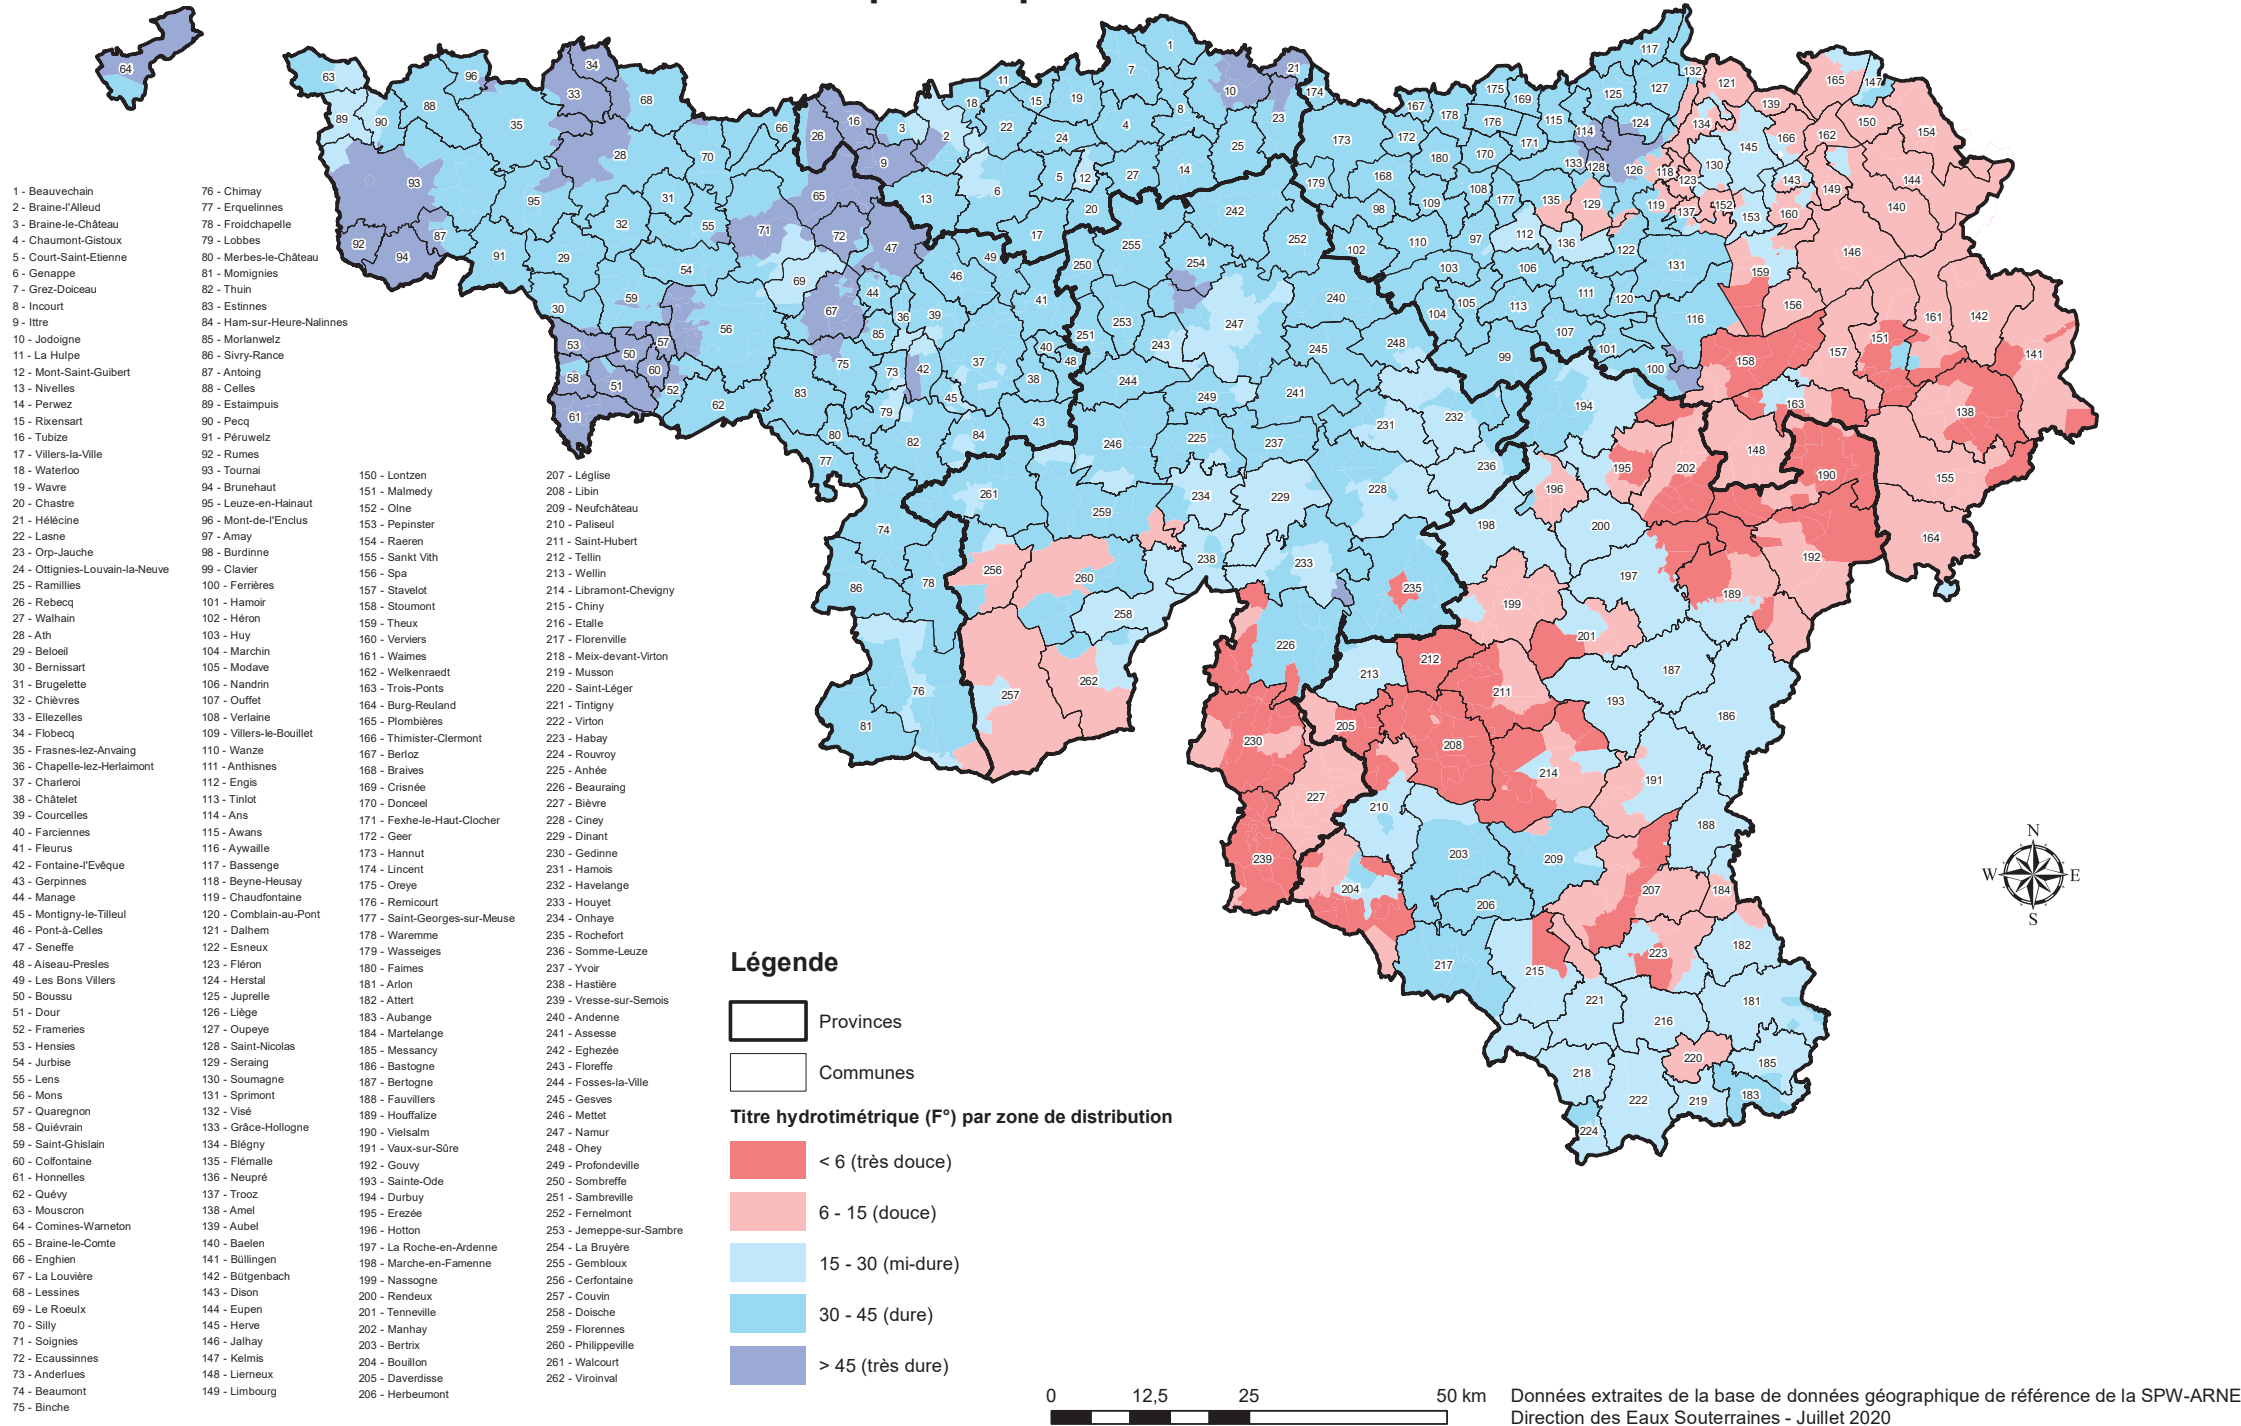 1 - Beauvechain
2 - Braine-l'Alleud
3 - Braine-le-Château
4 - Chaumont-Gistoux
5 - Court-Saint-Etienne
6 - Genappe
7 - Grez-Doiceau
8 - Incourt
9 - Ittre
10 - Jodoigne
11 - La Hulpe
12 - Mont-Saint-Guibert
13 - Nivelles
14 - Perwez
15 - Rixensart
16 - Tubize
17 - Villers-la-Ville
18 - Waterloo
19 - Wavre
20 - Chastre
21 - Hélécine
22 - Lasne
23 - Orp-Jauche
24 - Ottignies-Louvain-la-Neuve
25 - Ramillies
26 - Rebecq
27 - Walhain
28 - Ath
29 - Beloeil
30 - Bernissart
31 - Brugelette
32 - Chièvres
33 - Ellezelles
34 - Flobecq
35 - Frasnes-lez-Anvaing
36 - Chapelle-lez-Herlaimont
37 - Charleroi
38 - Châtelet
39 - Courcelles
40 - Farciennes
41 - Fleurus
42 - Fontaine-l'Evêque
43 - Gerpinnes
44 - Manage
45 - Montigny-le-Tilleul
46 - Pont-à-Celles
47 - Seneffe
48 - Aiseau-Presles
49 - Les Bons Villers
50 - Boussu
51 - Dour
52 - Frameries
53 - Hensies
54 - Jurbise
55 - Lens
56 - Mons
57 - Quaregnon
58 - Quiévrain
59 - Saint-Ghislain
60 - Colfontaine
61 - Honnelles
62 - Quévy
63 - Mouscron
64 - Comines-Warneton
65 - Braine-le-Comte
66 - Enghien
67 - La Louvière
68 - Lessines
69 - Le Roeulx
70 - Silly
71 - Soignies
72 - Ecaussinnes
73 - Anderlues
74 - Beaumont
75 - Binche
76 - Chimay
77 - Erquelinnes
78 - Froidchapelle
79 - Lobbes
80 - Merbes-le-Château
81 - Momignies
82 - Thuin
83 - Estinnes
84 - Ham-sur-Heure-Nalinnes
85 - Morlanwelz
86 - Sivry-Rance
87 - Antoing
88 - Celles
89 - Estaimpuis
90 - Pecq
91 - Péruwelz
92 - Rumes
93 - Tournai
94 - Brunehaut
95 - Leuze-en-Hainaut
96 - Mont-de-l'Enclus
97 - Amay
98 - Burdinne
99 - Clavier
100 - Ferrières
101 - Hamoir
102 - Héron
103 - Huy
104 - Marchin
105 - Modave
106 - Nandrin
107 - Ouffet
108 - Verlaine
109 - Villers-le-Bouillet
110 - Wanze
111 - Anthisnes
112 - Engis
113 - Tinlot
114 - Ans
115 - Awans
116 - Aywaille
117 - Bassenge
118 - Beyne-Heusay
119 - Chaudfontaine
120 - Comblain-au-Pont
121 - Dalhem
122 - Esneux
123 - Fléron
124 - Herstal
125 - Juprelle
126 - Liège
127 - Oupeye
128 - Saint-Nicolas
129 - Seraing
130 - Soumagne
131 - Sprimont
132 - Visé
133 - Grâce-Hollogne
134 - Blégny
135 - Flémalle
136 - Neupré
137 - Trooz
138 - Amel
139 - Aubel
140 - Baelen
141 - Büllingen
142 - Bütgenbach
143 - Dison
144 - Eupen
145 - Herve
146 - Jalhay
147 - Kelmis
148 - Lierneux
149 - Limbourg
150 - Lontzen
151 - Malmedy
152 - Olne
153 - Pepinster
154 - Raeren
155 - Sankt Vith
156 - Spa
157 - Stavelot
158 - Stoumont
159 - Theux
160 - Verviers
161 - Waimes
162 - Welkenraedt
163 - Trois-Ponts
164 - Burg-Reuland
165 - Plombières
166 - Thimister-Clermont
167 - Berloz
168 - Braives
169 - Crisnée
170 - Donceel
171 - Fexhe-le-Haut-Clocher
172 - Geer
173 - Hannut
174 - Lincent
175 - Oreye
176 - Remicourt
177 - Saint-Georges-sur-Meuse
178 - Waremme
179 - Wasseiges
180 - Faimes
181 - Arlon
182 - Attert
183 - Aubange
184 - Martelange
185 - Messancy
186 - Bastogne
187 - Bertogne
188 - Fauvillers
189 - Houffalize
190 - Vielsalm
191 - Vaux-sur-Sûre
192 - Gouvy
193 - Sainte-Ode
194 - Durbuy
195 - Erezée
196 - Hotton
197 - La Roche-en-Ardenne
198 - Marche-en-Famenne
199 - Nassogne
200 - Rendeux
201 - Tenneville
202 - Manhay
203 - Bertrix
204 - Bouillon
205 - Daverdisse
206 - Herbeumont
207 - Léglise
208 - Libin
209 - Neufchâteau
210 - Paliseul
211 - Saint-Hubert
212 - Tellin
213 - Wellin
214 - Libramont-Chevigny
215 - Chiny
216 - Etalle
217 - Florenville
218 - Meix-devant-Virton
219 - Musson
220 - Saint-Léger
221 - Tintigny
222 - Virton
223 - Habay
224 - Rouvroy
225 - Anhée
226 - Beauraing
227 - Bièvre
228 - Ciney
229 - Dinant
230 - Gedinne
231 - Hamois
232 - Havelange
233 - Houyet
234 - Onhaye
235 - Rochefort
236 - Somme-Leuze
237 - Yvoir
238 - Hastière
239 - Vresse-sur-Semois
240 - Andenne
241 - Assesse
242 - Eghezée
243 - Floreffe
244 - Fosses-la-Ville
245 - Gesves
246 - Mettet
247 - Namur
248 - Ohey
249 - Profondeville
250 - Sombreffe
251 - Sambreville
252 - Fernelmont
253 - Jemeppe-sur-Sambre
254 - La Bruyère
255 - Gembloux
256 - Cerfontaine
257 - Couvin
258 - Doische
259 - Florennes
260 - Philippeville
261 - Walcourt
262 - Viroinval
Légende
Provinces
Communes
Titre hydrotimétrique (F°) par zone de distribution
< 6 (très douce)
6 - 15 (douce)
15 - 30 (mi-dure)
30 - 45 (dure)
> 45 (très dure)
N
W E
S
0 12,5 25 50 km
Données extraites de la base de données géographique de référence de la SPW-ARNE
Direction des Eaux Souterraines - Juillet 2020